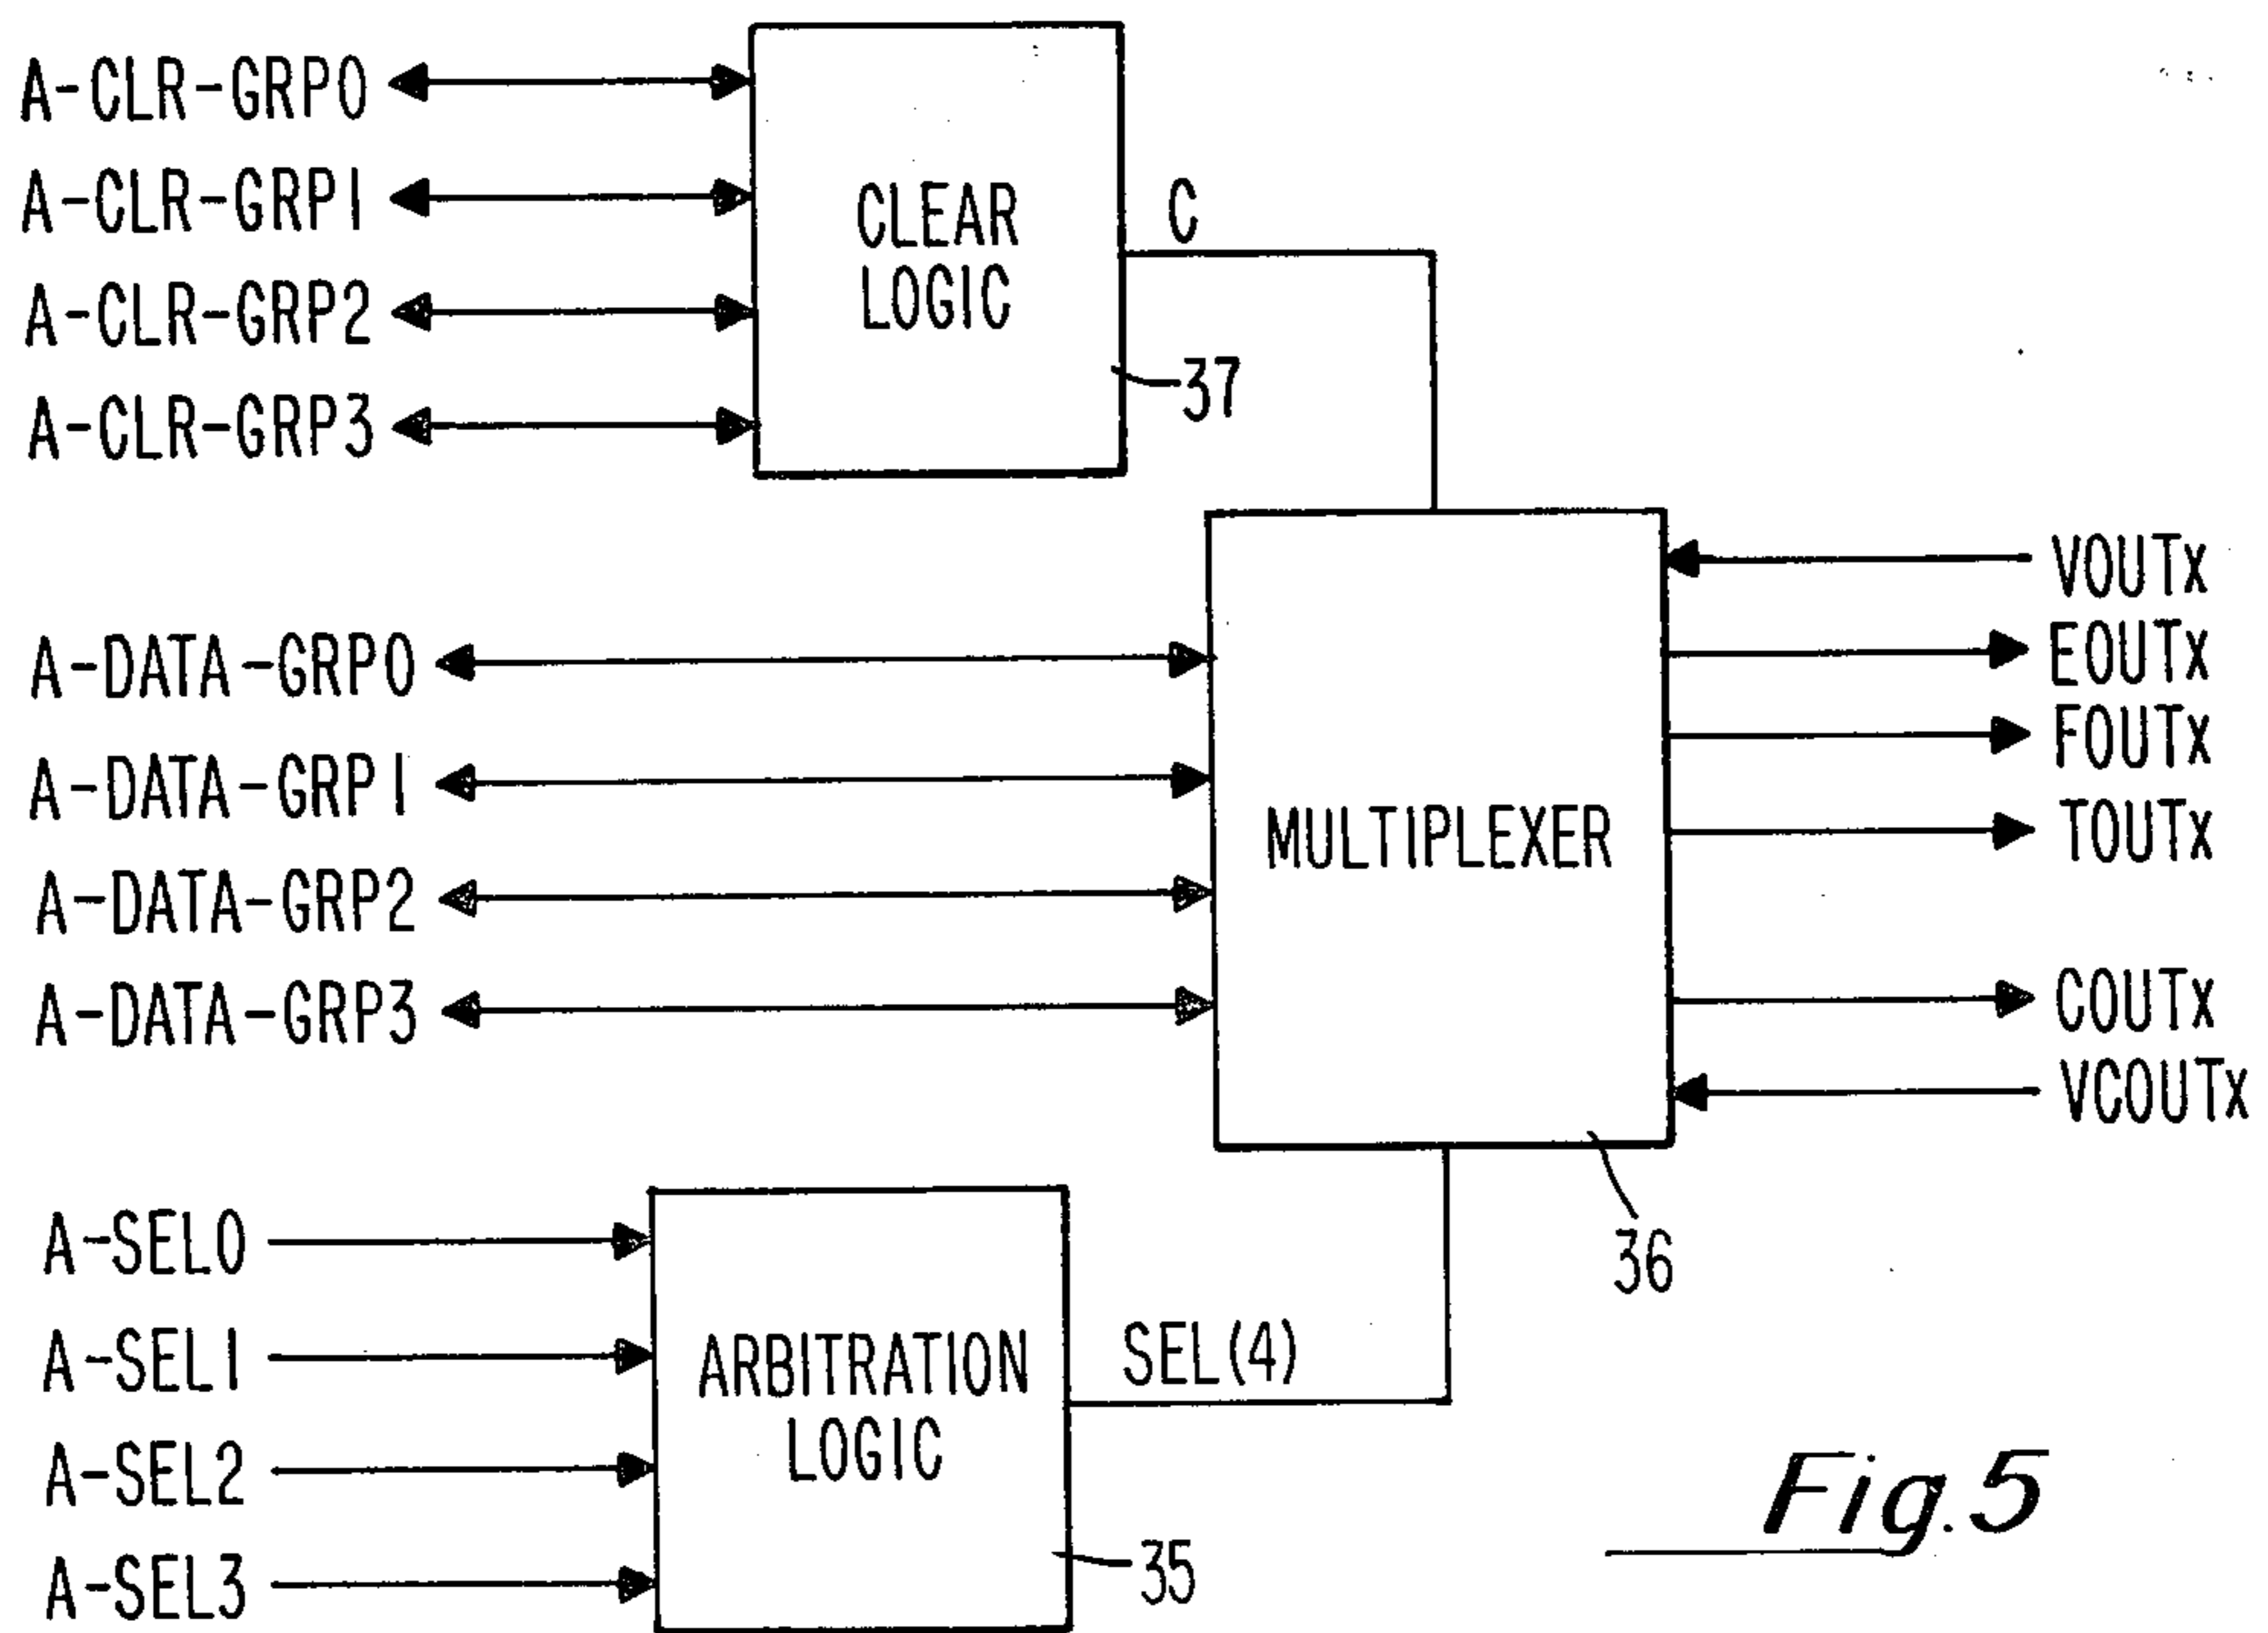 A-CLR-GRP0
A-CLR-GRP1
A-CLR-GRP2
A-CLR-GRP3
CLEAR
LOGIC
C
37
A-DATA-GRP0
A-DATA-GRP1
A-DATA-GRP2
A-DATA-GRP3
MULTIPLEXER
VOUTx
EOUTx
FOUTx
TOUTx
COUTx
VCOUTx
36
A-SEL0
A-SEL1
A-SEL2
A-SEL3
ARBITRATION
LOGIC
SEL(4)
35
Fig.5